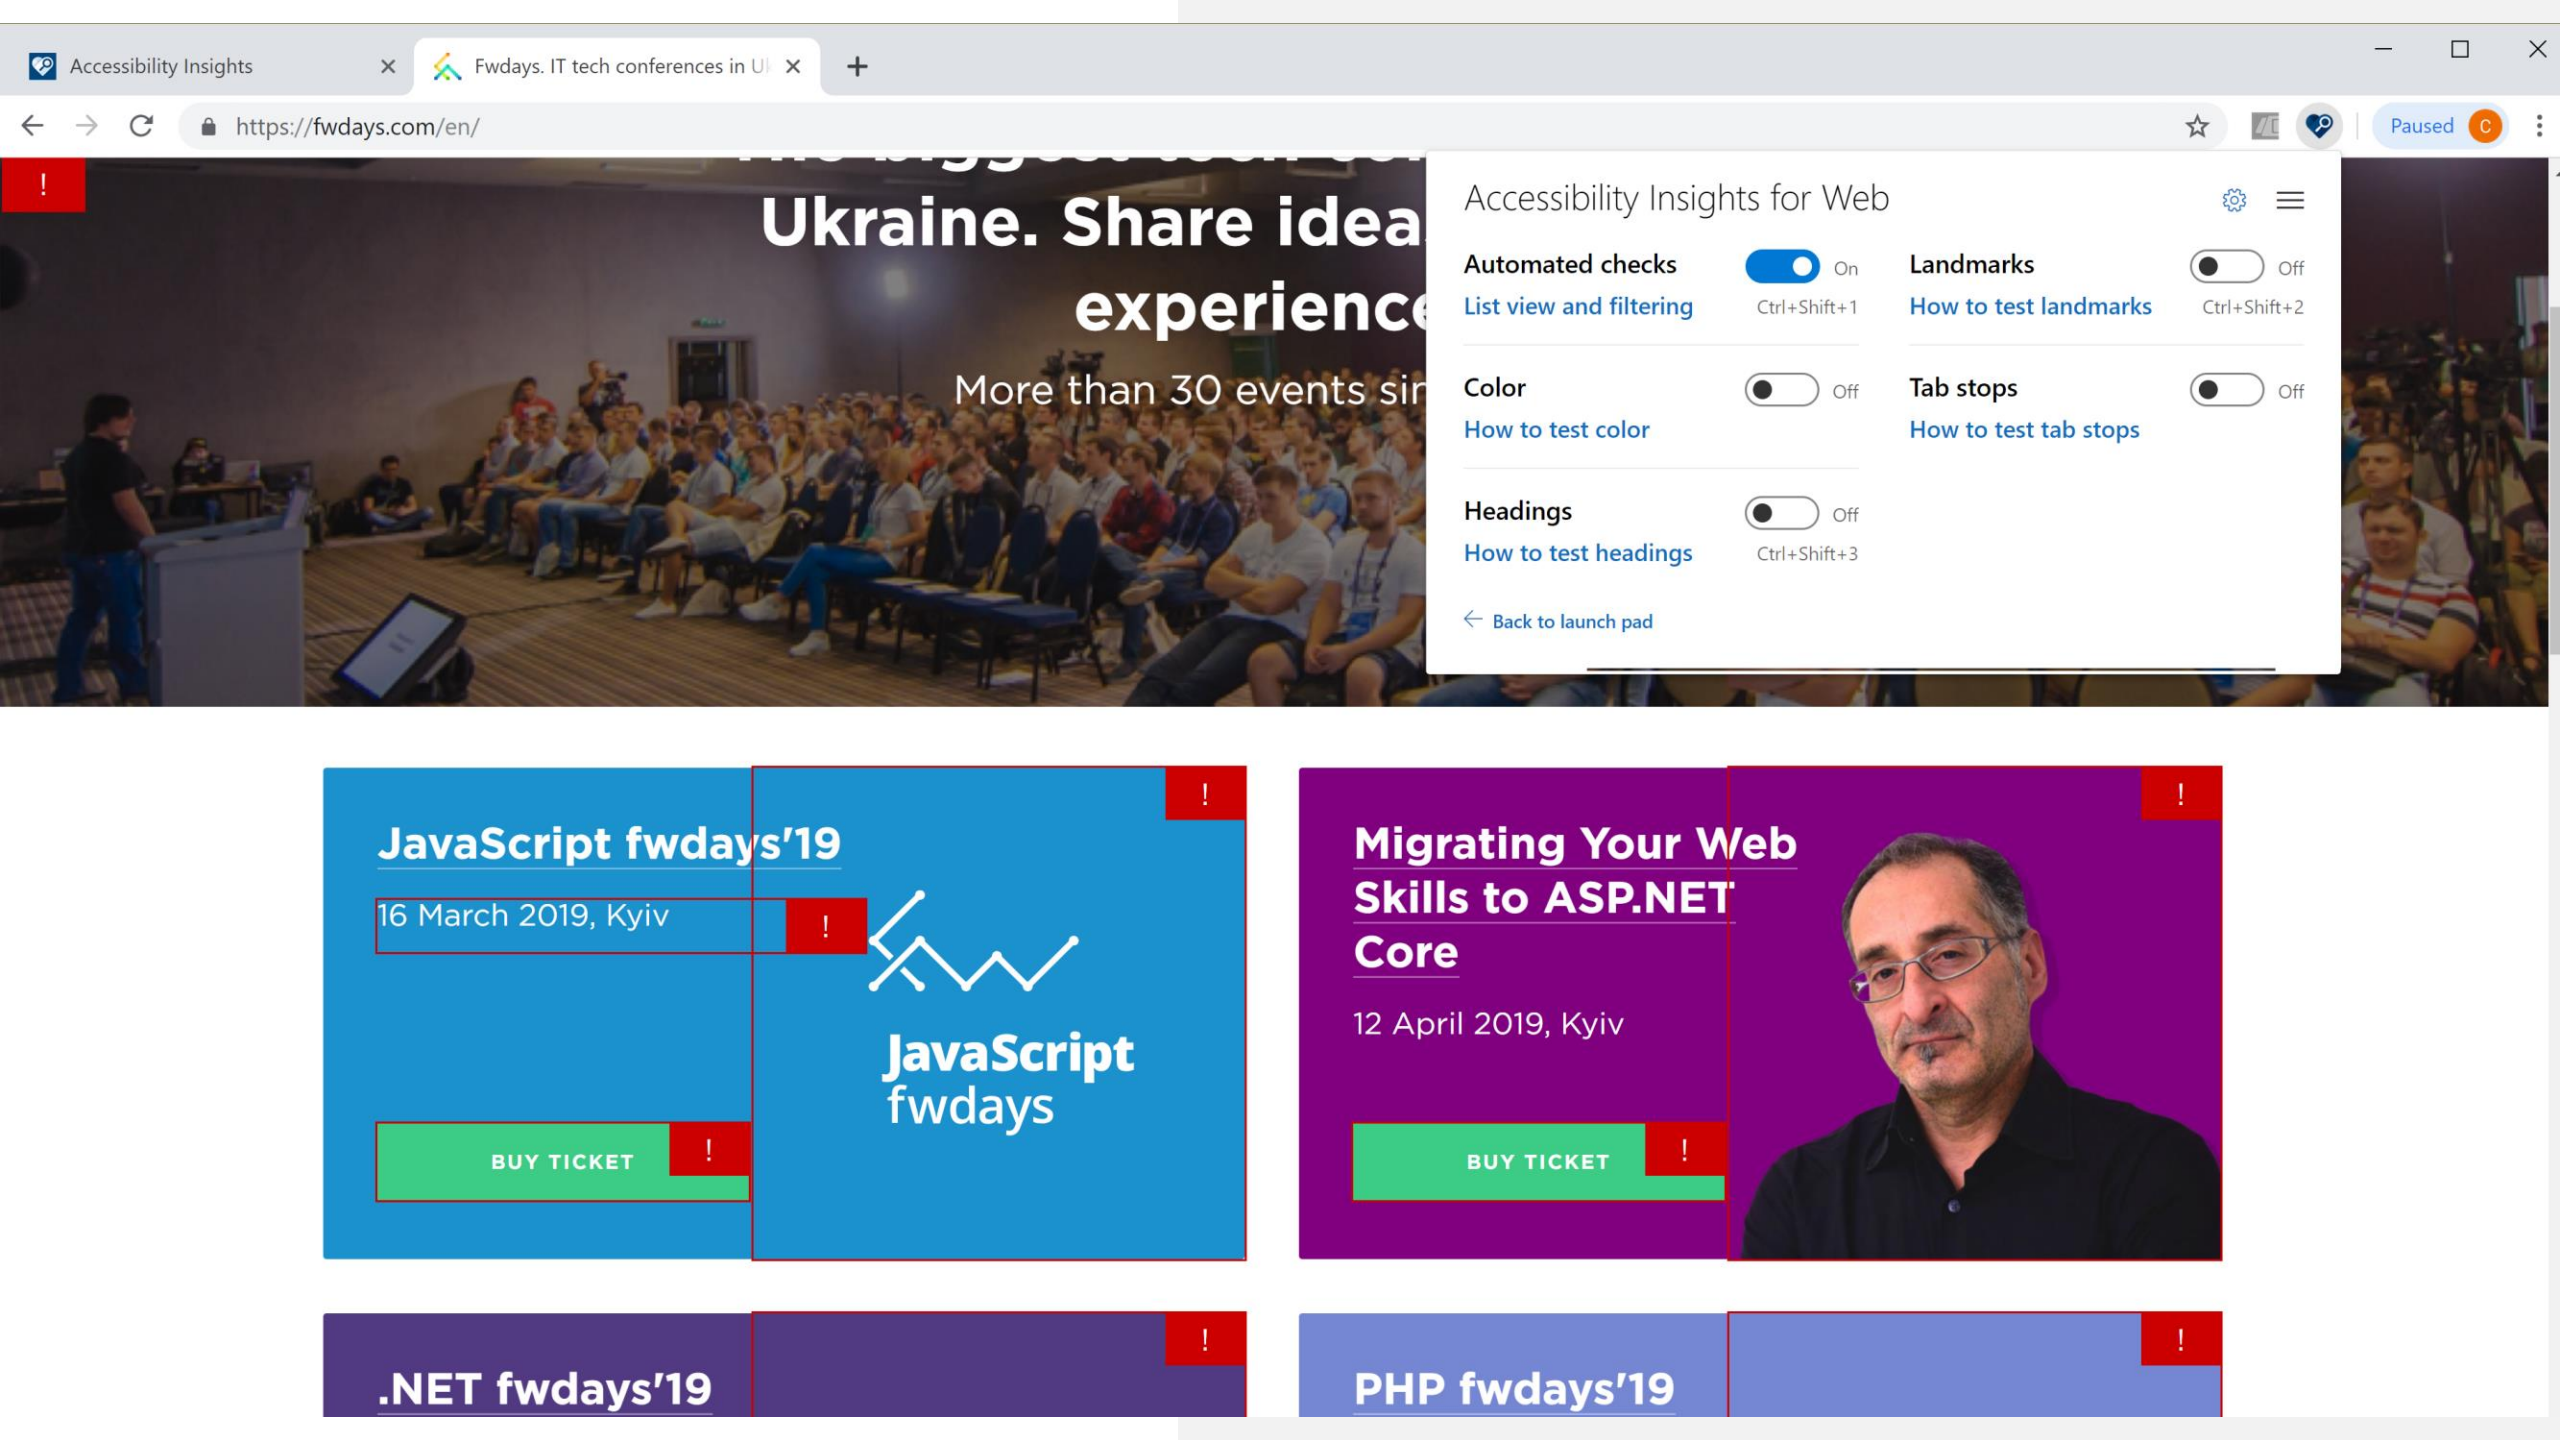 Accessibility Insights
Fwdays. IT tech conferences in
https://fwdays.com/en/
Paused C
!
Ukraine. Share idea
experience
More than 30 events
Accessibility Insights for Web
Automated checks On
List view and filtering Ctrl+Shift+1
Landmarks Off
How to test landmarks Ctrl+Shift+2
Color Off
How to test color
Tab stops Off
How to test tab stops
Headings Off
How to test headings Ctrl+Shift+3
Back to launch pad
!
JavaScript fwdays'19
16 March 2019, Kyiv !
JavaScript
fwdays
BUY TICKET !
!
Migrating Your Web
Skills to ASP.NET
Core
12 April 2019, Kyiv
BUY TICKET !
!
.NET fwdays'19
!
PHP fwdays'19